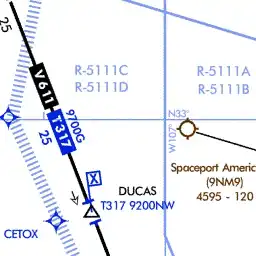 25
R-5111C
R-5111D
R-5111A
R-5111B
V611
T317
9700G
25
N33°
W107°
X
Spaceport Americ
(9NM9)
4595 - 120
DUCAS
T317 9200NW
CETOX